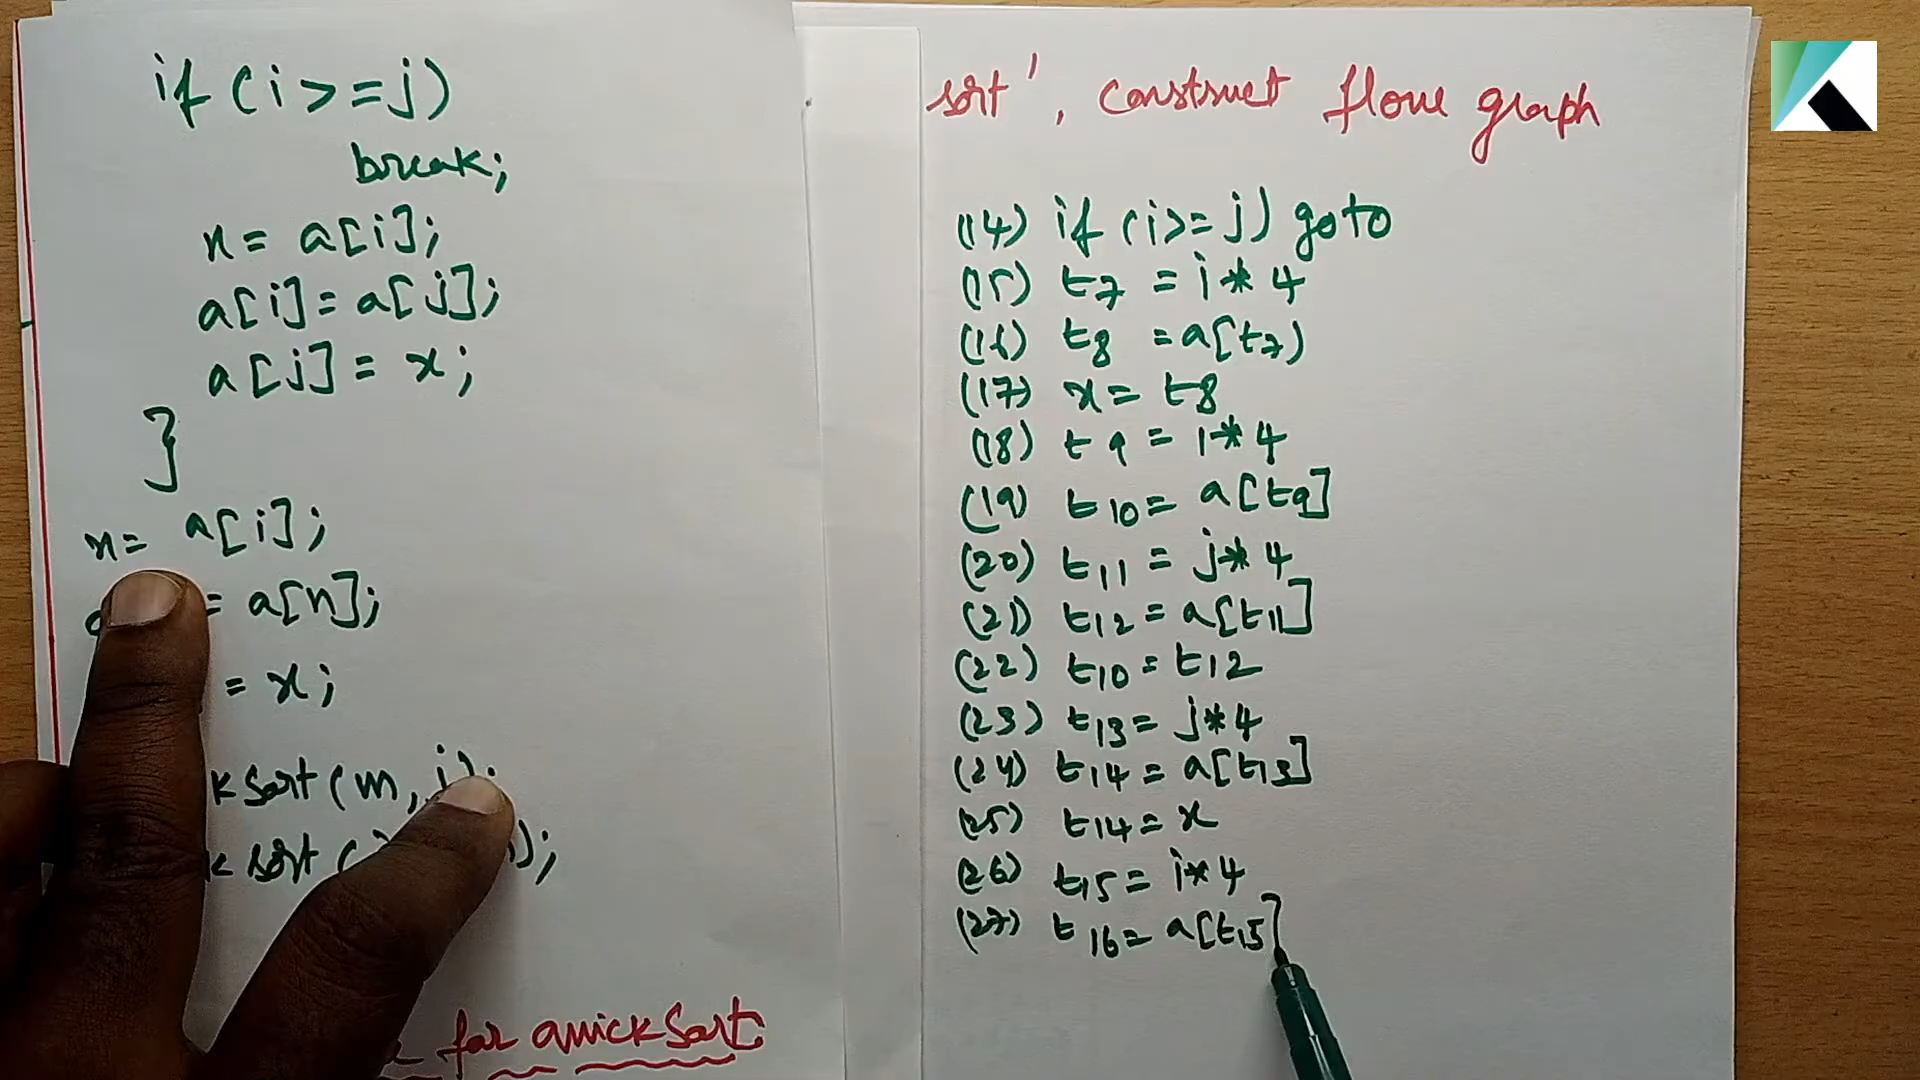 if (i >= j)
break;
x = a[i];
a[i] = a[j];
a[j] = x;
}
x = a[i];
= a[n];
= x;
k sort (m, j);
k sort (
for quick sort
sort', construct flow graph
(14) if (i >= j) goto
(15) t7 = i * 4
(16) t8 = a[t7)
(17) x = t8
(18) t9 = i * 4
(19) t10 = a[t9]
(20) t11 = j * 4
(21) t12 = a[t11]
(22) t10 = t12
(23) t13 = j * 4
(24) t14 = a[t13]
(25) t14 = x
(26) t15 = i * 4
(27) t16 = a[t15]